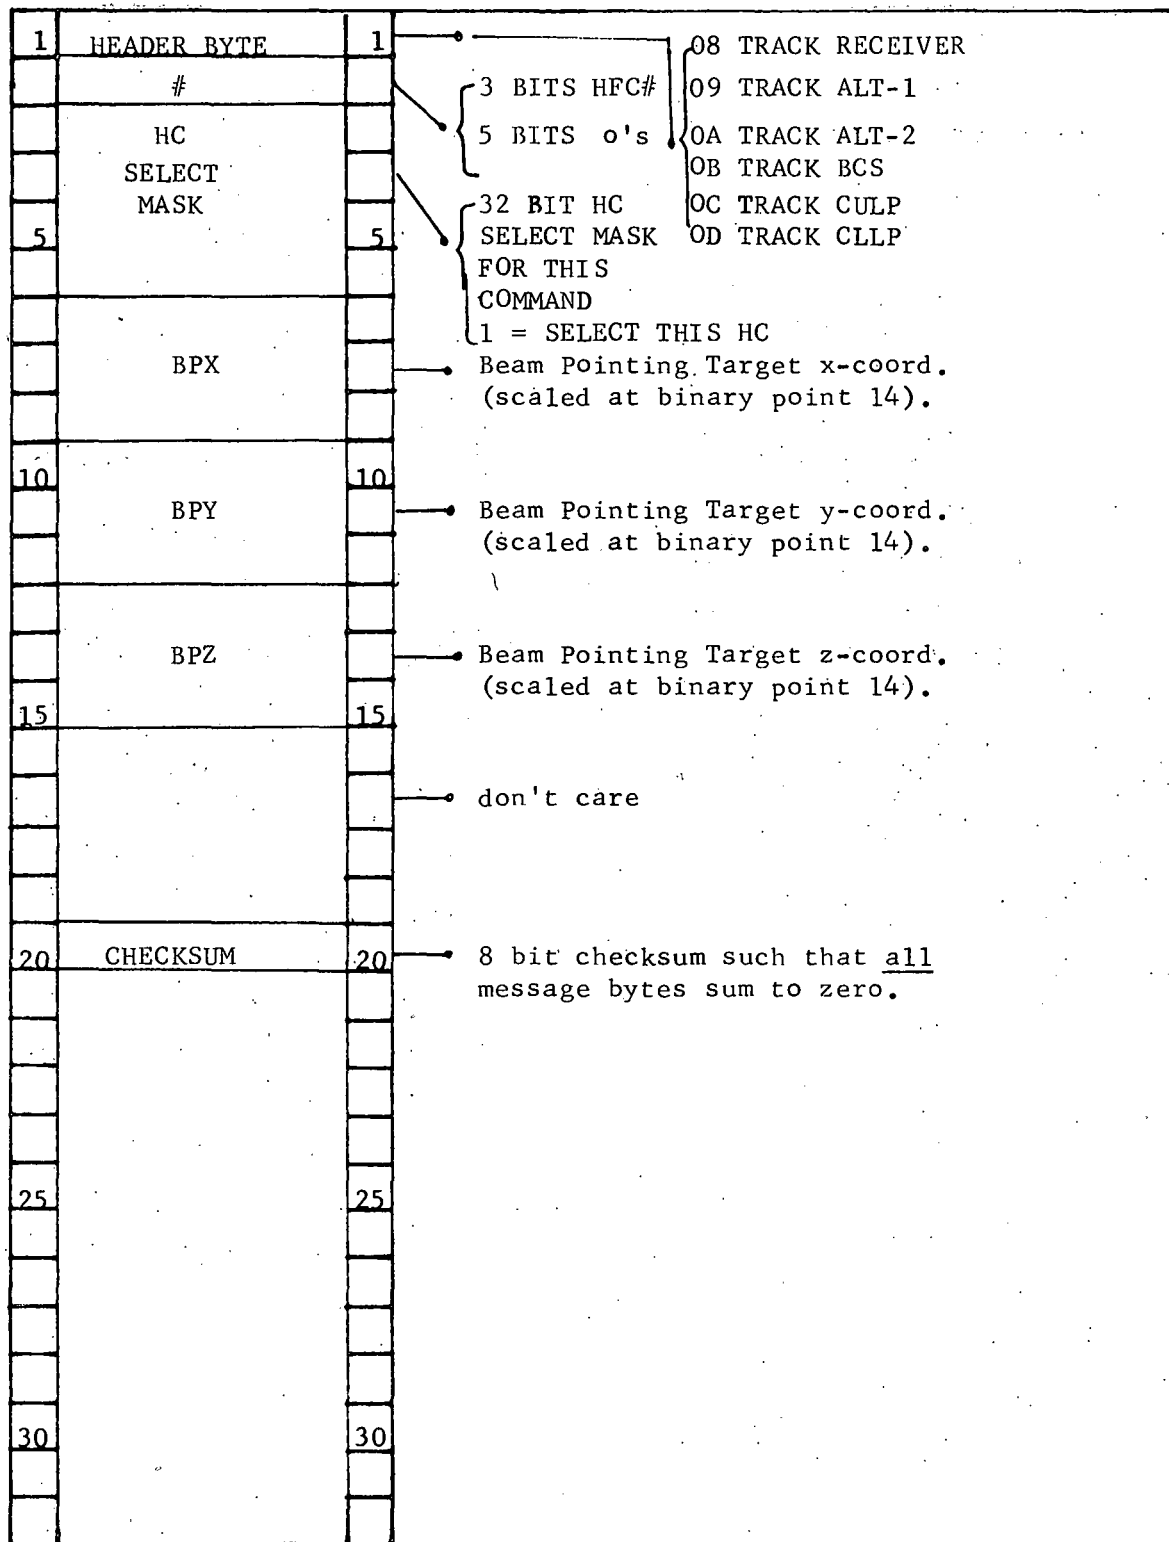 1 HEADER BYTE 1
#
HC
SELECT
MASK
5 5
08 TRACK RECEIVER
09 TRACK ALT-1
0A TRACK ALT-2
0B TRACK BCS
0C TRACK CULP
0D TRACK CLLP
3 BITS HFC#
5 BITS o's
32 BIT HC
SELECT MASK
FOR THIS
COMMAND
1 = SELECT THIS HC
BPX
Beam Pointing Target x-coord.
(scaled at binary point 14).
10 10
BPY
Beam Pointing Target y-coord.
(scaled at binary point 14).
BPZ
Beam Pointing Target z-coord.
(scaled at binary point 14).
15 15
don't care
20 CHECKSUM 20
8 bit checksum such that all
message bytes sum to zero.
25 25
30 30